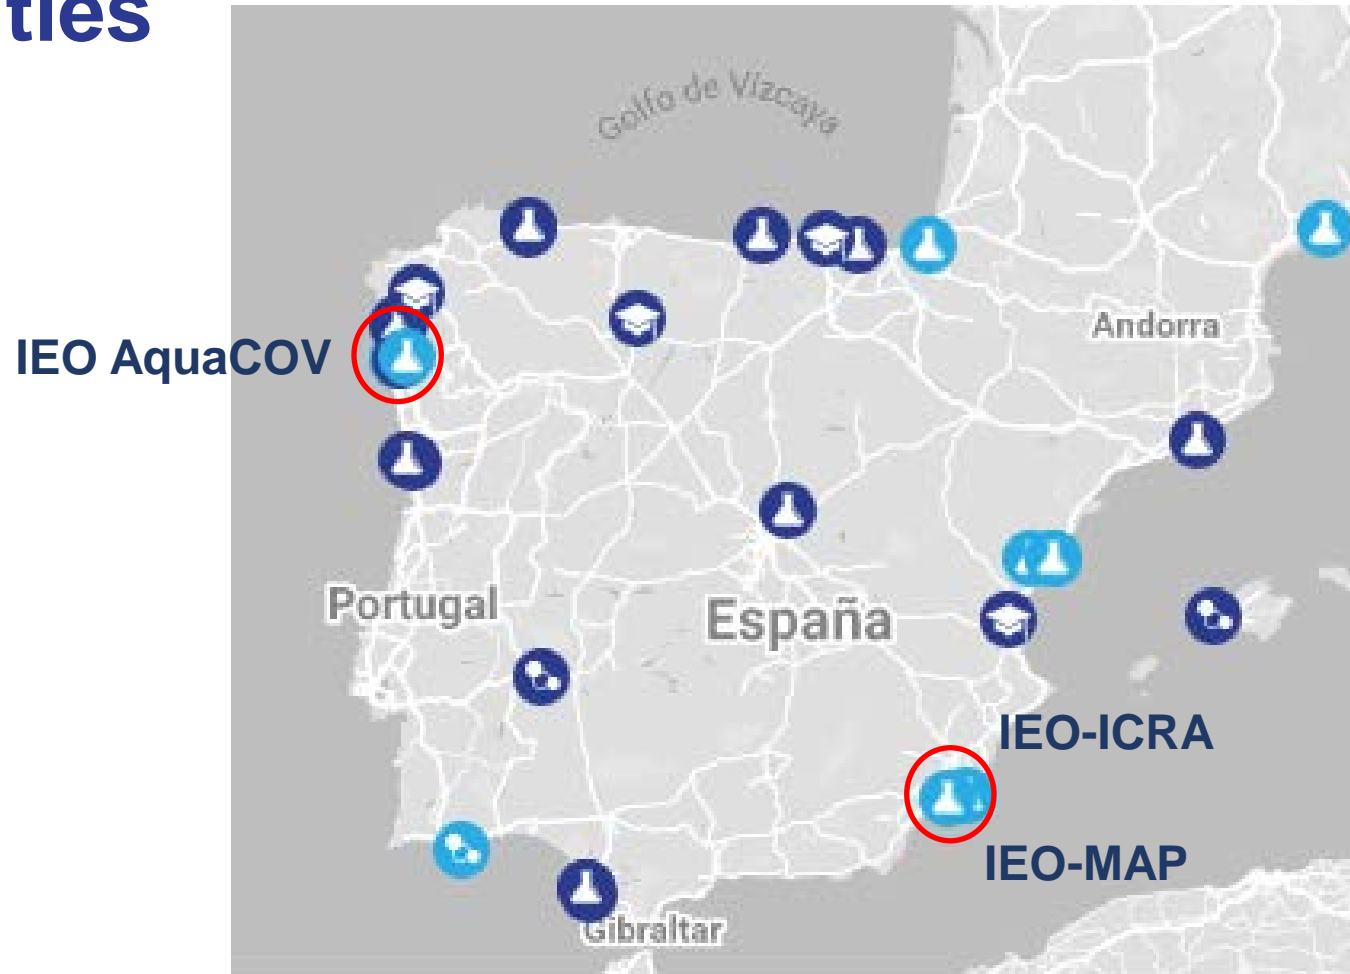 ties
Golfo de Vizcaya
Andorra
IEO AquaCOV
Portugal
España
IEO-ICRA
IEO-MAP
Gibraltar